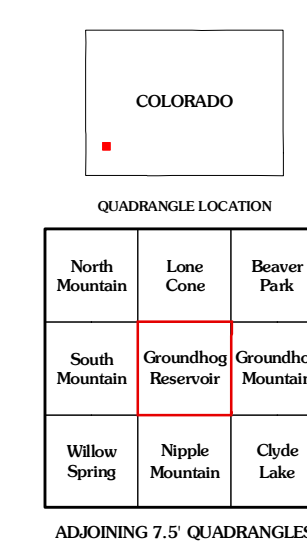 COLORADO
QUADRANGLE LOCATION
North Mountain
Lone Cone
Beaver Park
South Mountain
Groundhog Reservoir
Groundho Mountain
Willow Spring
Nipple Mountain
Clyde Lake
ADJOINING 7.5' QUADRANGLES